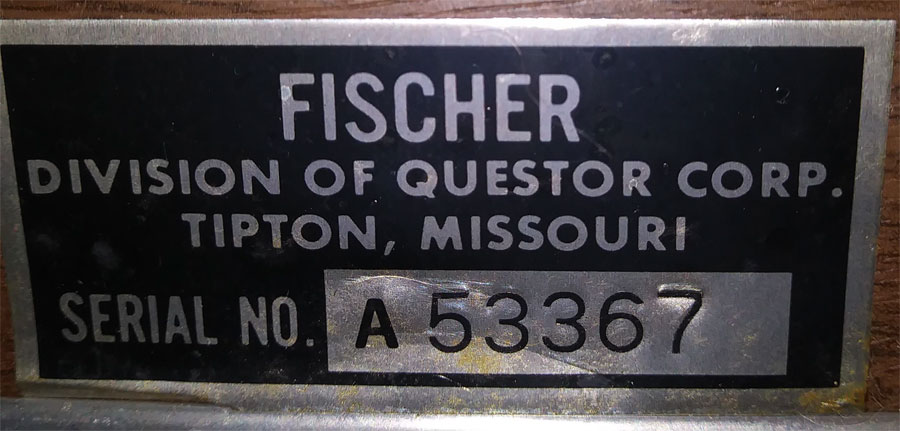 FISCHER
DIVISION OF QUESTOR CORP.
TIPTON, MISSOURI
SERIAL NO. A 53367